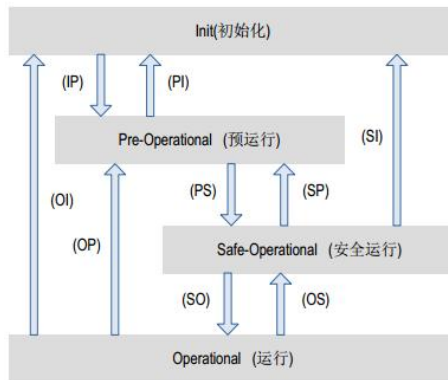 Init(初始化)
(IP)
(PI)
Pre-Operational (预运行)
(SI)
(PS)
(SP)
(OI)
(OP)
Safe-Operational (安全运行)
(SO)
(OS)
Operational (运行)